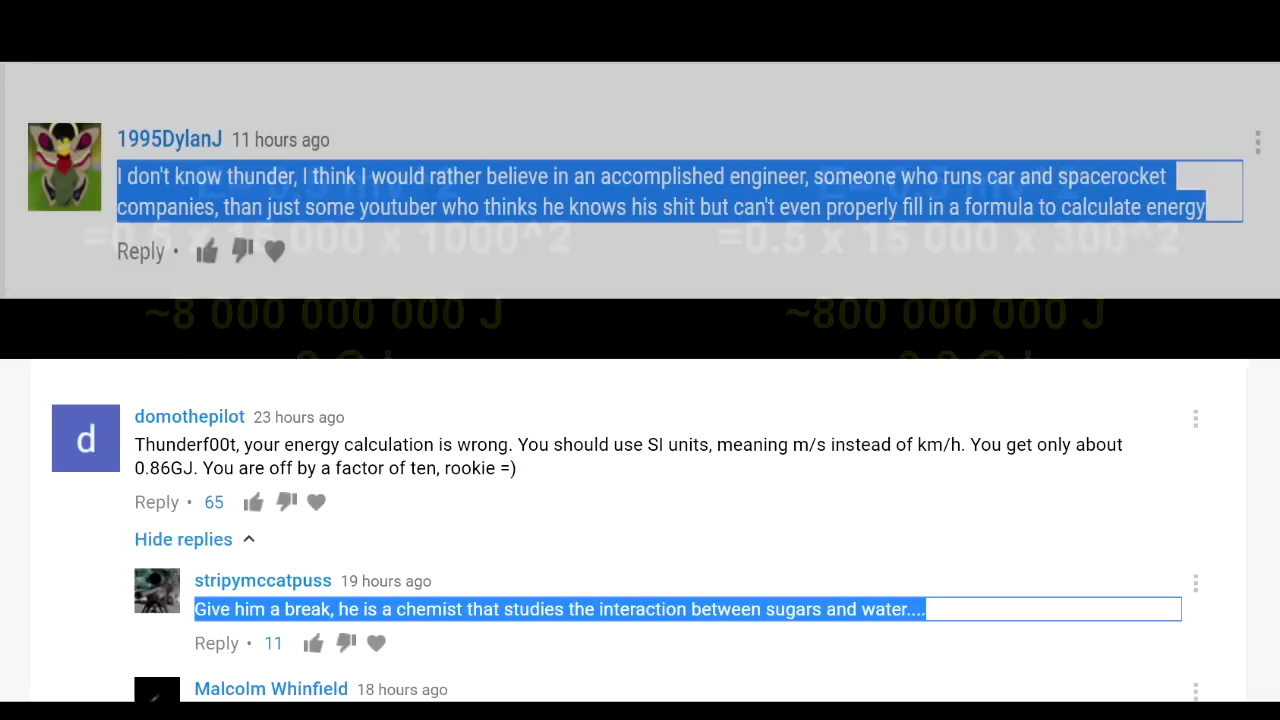 1995DylanJ 11 hours ago
I don't know thunder, I think I would rather believe in an accomplished engineer, someone who runs car and spacerocket
companies, than just some youtuber who thinks he knows his shit but can't even properly fill in a formula to calculate energy
=0.5 x 15 000 x 1000^2 =0.5 x 15 000 x 300^2
Reply •
~8 000 000 000 J ~800 000 000 J
domothepilot 23 hours ago
Thunderf00t, your energy calculation is wrong. You should use SI units, meaning m/s instead of km/h. You get only about
0.86GJ. You are off by a factor of ten, rookie =)
Reply • 65
Hide replies
stripymccatpuss 19 hours ago
Give him a break, he is a chemist that studies the interaction between sugars and water....
Reply • 11
Malcolm Whinfield 18 hours ago
d